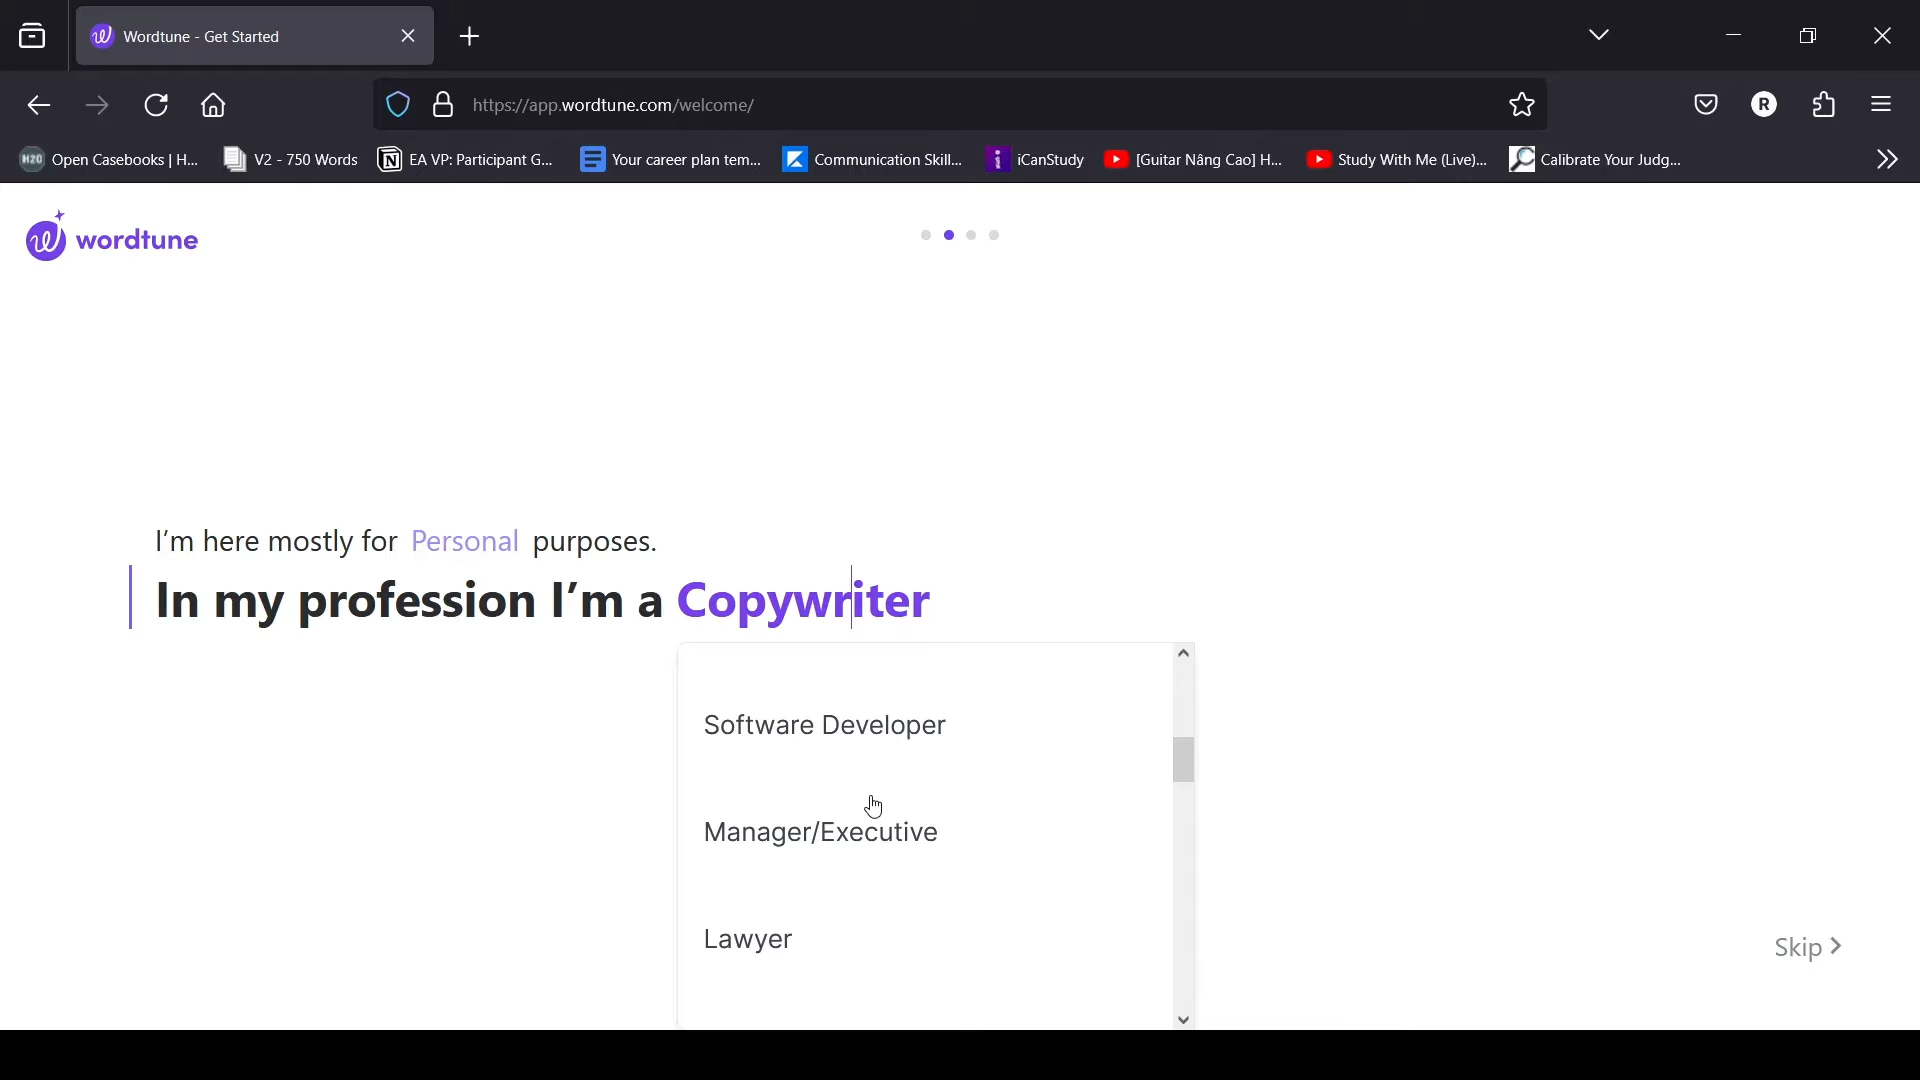 Wordtune - Get Started
https://app.wordtune.com/welcome/
R
H2O Open Casebooks | H...
V2 - 750 Words
EA VP: Participant G...
Your career plan tem...
Communication Skill...
iCanStudy
[Guitar Nâng Cao] H...
Study With Me (Live)...
Calibrate Your Judg...
wordtune
I'm here mostly for Personal purposes.
In my profession I'm a Copywriter
Software Developer
Manager/Executive
Lawyer
Skip